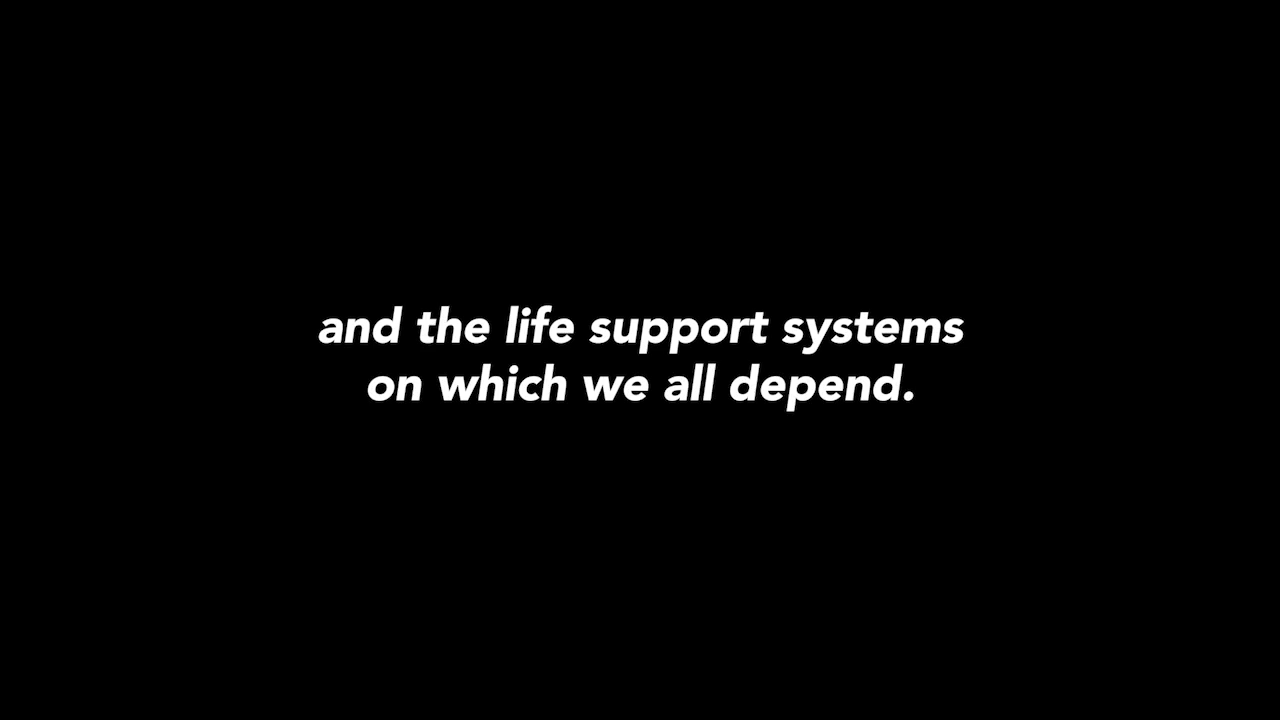 and the life support systems
on which we all depend.